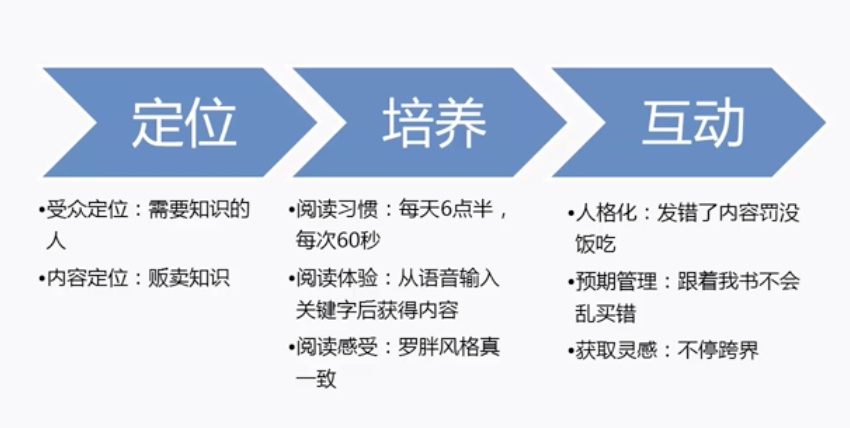 定位
•受众定位：需要知识的
人
•内容定位：贩卖知识
培养
•阅读习惯：每天6点半，
每次60秒
•阅读体验：从语音输入
关键字后获得内容
•阅读感受：罗胖风格真
一致
互动
•人格化：发错了内容罚没
饭吃
•预期管理：跟着我书不会
乱买错
•获取灵感：不停跨界